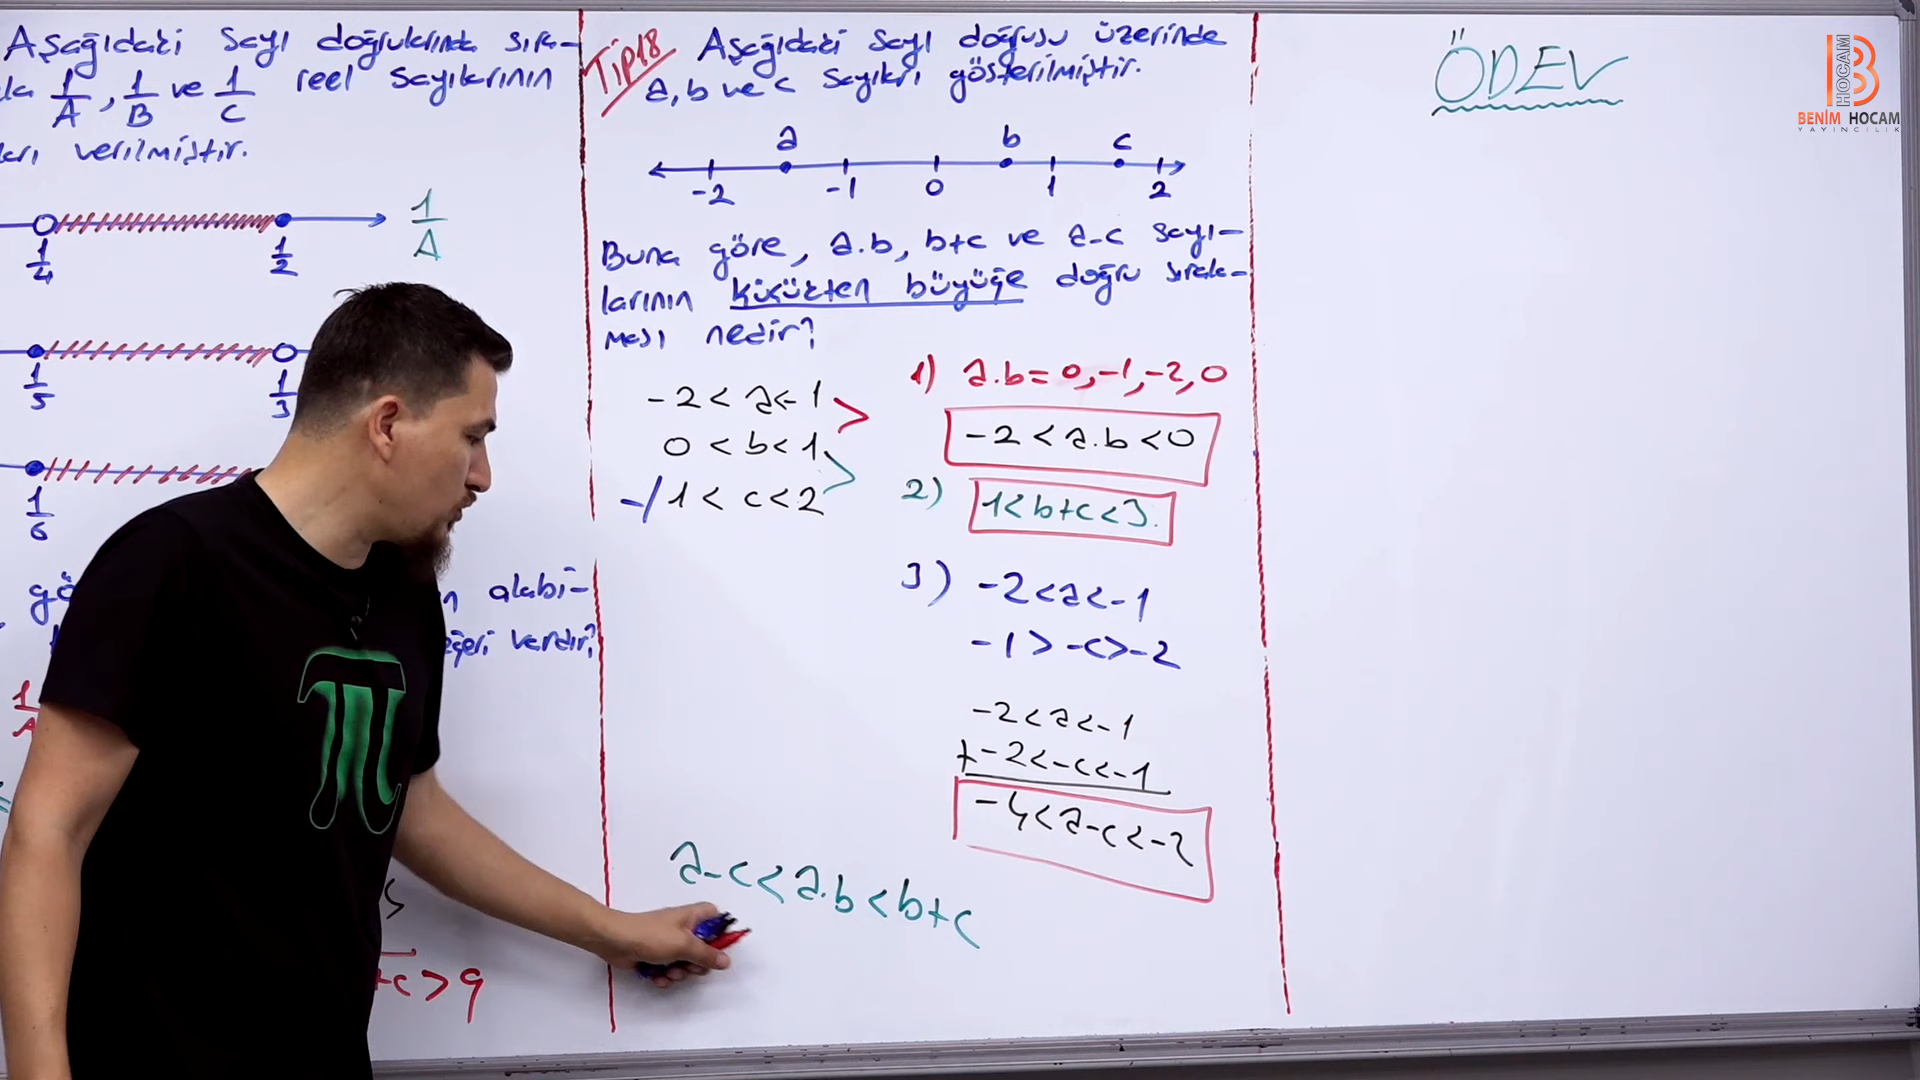 Aşağıdaki sayı doğrularında sıra-
la 1/A, 1/B ve 1/C reel sayılarının
verilmiştir.
1/4 1/2 1/A
1/5 1/3
1/6
alabi-
değeri vardır?
+c > 9
Tip18 Aşağıdaki sayı doğrusu üzerinde
a, b ve c sayıları gösterilmiştir.
a b c
-2 -1 0 1 2
Buna göre, a.b, b+c ve a-c sayı-
larının küçükten büyüğe doğru sırala-
ması nedir?
-2 < a < -1
0 < b < 1
-/ 1 < c < 2
1) a.b = 0, -1, -2, 0
-2 < a.b < 0
2) 1 < b+c < 3.
3) -2 < a < -1
-1 > -c > -2
-2 < a < -1
+ -2 < -c < -1
-4 < a-c < -2
a-c < a.b < b+c
ÖDEV
B HOCAM
BENİM HOCAM
YAYINCILIK